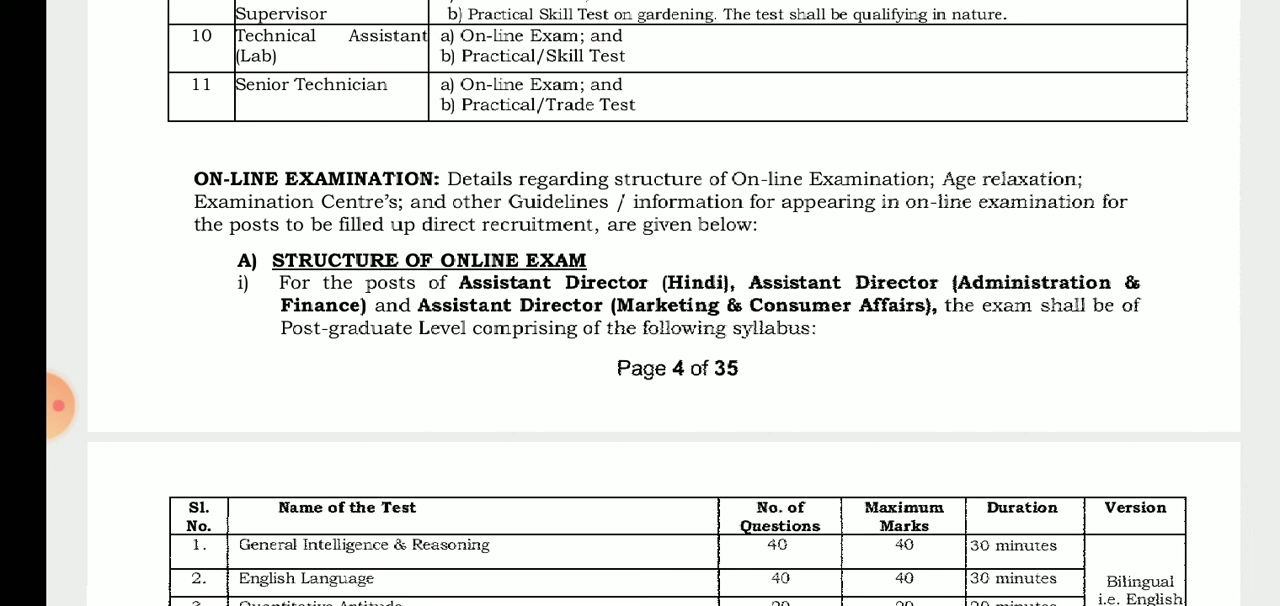 Supervisor b) Practical Skill Test on gardening. The test shall be qualifying in nature.
10 Technical Assistant a) On-line Exam; and
(Lab) b) Practical/Skill Test
11 Senior Technician a) On-line Exam; and
b) Practical/Trade Test
ON-LINE EXAMINATION: Details regarding structure of On-line Examination; Age relaxation;
Examination Centre's; and other Guidelines / information for appearing in on-line examination for
the posts to be filled up direct recruitment, are given below:
A) STRUCTURE OF ONLINE EXAM
i) For the posts of Assistant Director (Hindi), Assistant Director (Administration &
Finance) and Assistant Director (Marketing & Consumer Affairs), the exam shall be of
Post-graduate Level comprising of the following syllabus:
Page 4 of 35
Sl. Name of the Test No. of Maximum Duration Version
No. Questions Marks
1. General Intelligence & Reasoning 40 40 30 minutes
2. English Language 40 40 30 minutes Bilingual
i.e. English